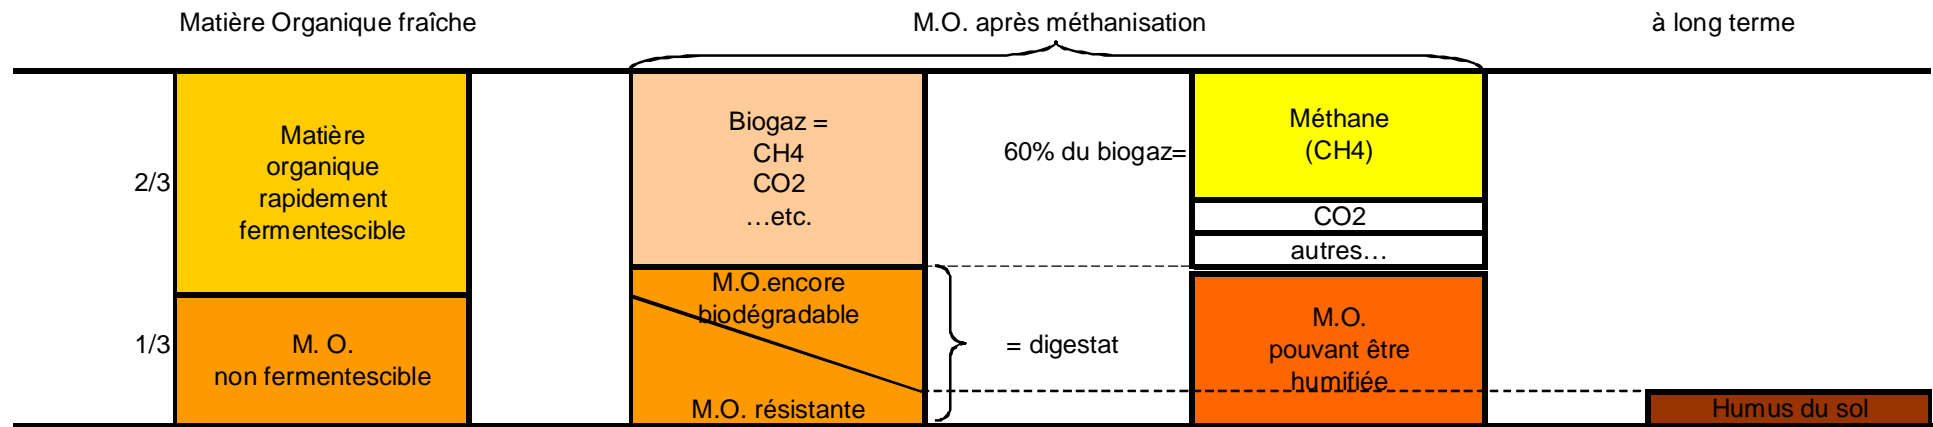 Matière Organique fraîche
M.O. après méthanisation
à long terme
2/3
Matière
organique
rapidement
fermentescible
1/3
M. O.
non fermentescible
Biogaz =
CH4
CO2
…etc.
M.O.encore
biodégradable
M.O. résistante
60% du biogaz=
= digestat
Méthane
(CH4)
CO2
autres…
M.O.
pouvant être
humifiée
Humus du sol